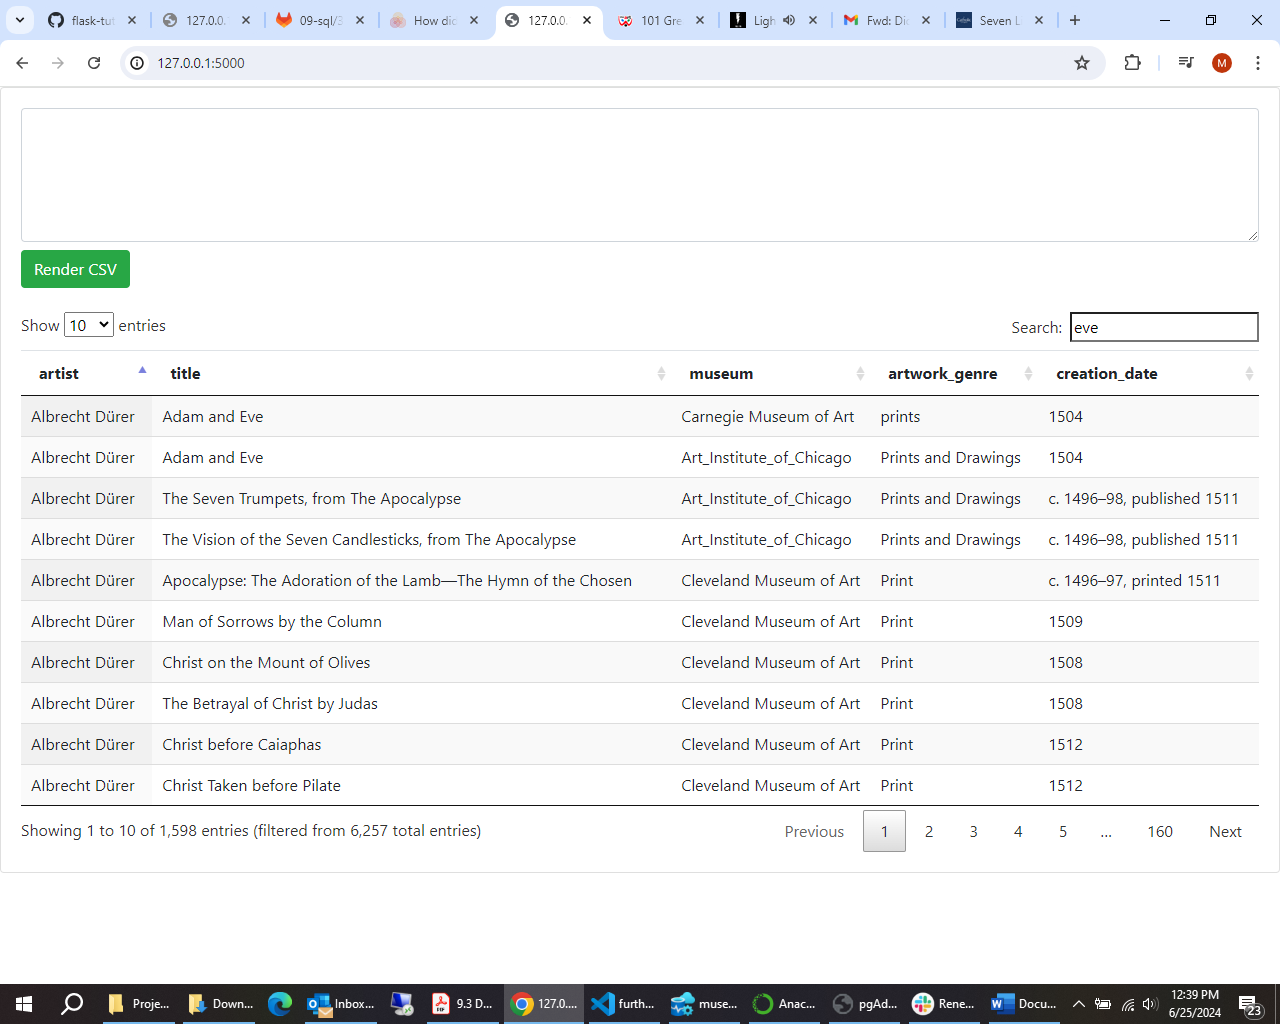 flask-tut
127.0.0.
09-sql/3
How did
127.0.0.
101 Gre
Ligh
Fwd: Di
Seven L
127.0.0.1:5000
M
Render CSV
Show 10 entries
Search: eve
artist title museum artwork_genre creation_date
Albrecht Dürer Adam and Eve Carnegie Museum of Art prints 1504
Albrecht Dürer Adam and Eve Art_Institute_of_Chicago Prints and Drawings 1504
Albrecht Dürer The Seven Trumpets, from The Apocalypse Art_Institute_of_Chicago Prints and Drawings c. 1496–98, published 1511
Albrecht Dürer The Vision of the Seven Candlesticks, from The Apocalypse Art_Institute_of_Chicago Prints and Drawings c. 1496–98, published 1511
Albrecht Dürer Apocalypse: The Adoration of the Lamb—The Hymn of the Chosen Cleveland Museum of Art Print c. 1496–97, printed 1511
Albrecht Dürer Man of Sorrows by the Column Cleveland Museum of Art Print 1509
Albrecht Dürer Christ on the Mount of Olives Cleveland Museum of Art Print 1508
Albrecht Dürer The Betrayal of Christ by Judas Cleveland Museum of Art Print 1508
Albrecht Dürer Christ before Caiaphas Cleveland Museum of Art Print 1512
Albrecht Dürer Christ Taken before Pilate Cleveland Museum of Art Print 1512
Showing 1 to 10 of 1,598 entries (filtered from 6,257 total entries)
Previous 1 2 3 4 5 ... 160 Next
Proje...
Down...
Inbox...
9.3 D...
127.0....
furth...
muse...
Anac...
pgAd...
Rene...
Docu...
12:39 PM
6/25/2024
23